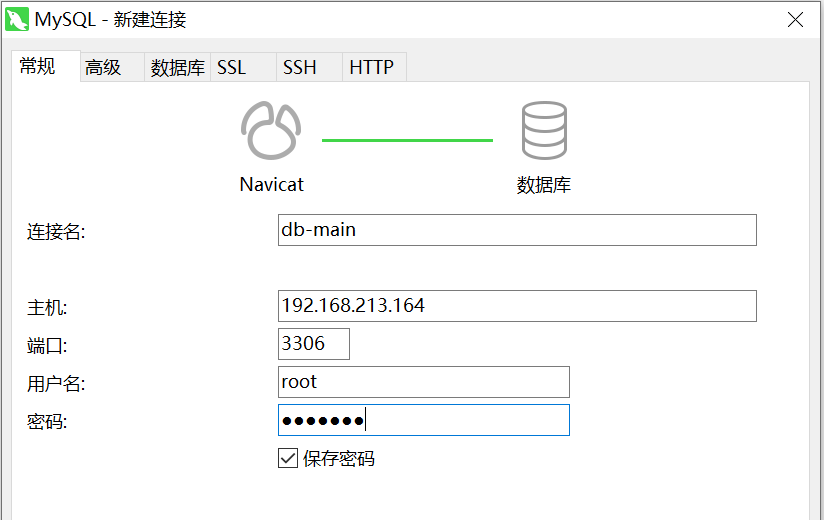 MySQL - 新建连接
常规 高级 数据库 SSL SSH HTTP
Navicat 数据库
连接名: db-main
主机: 192.168.213.164
端口: 3306
用户名: root
密码: ●●●●●●●
保存密码